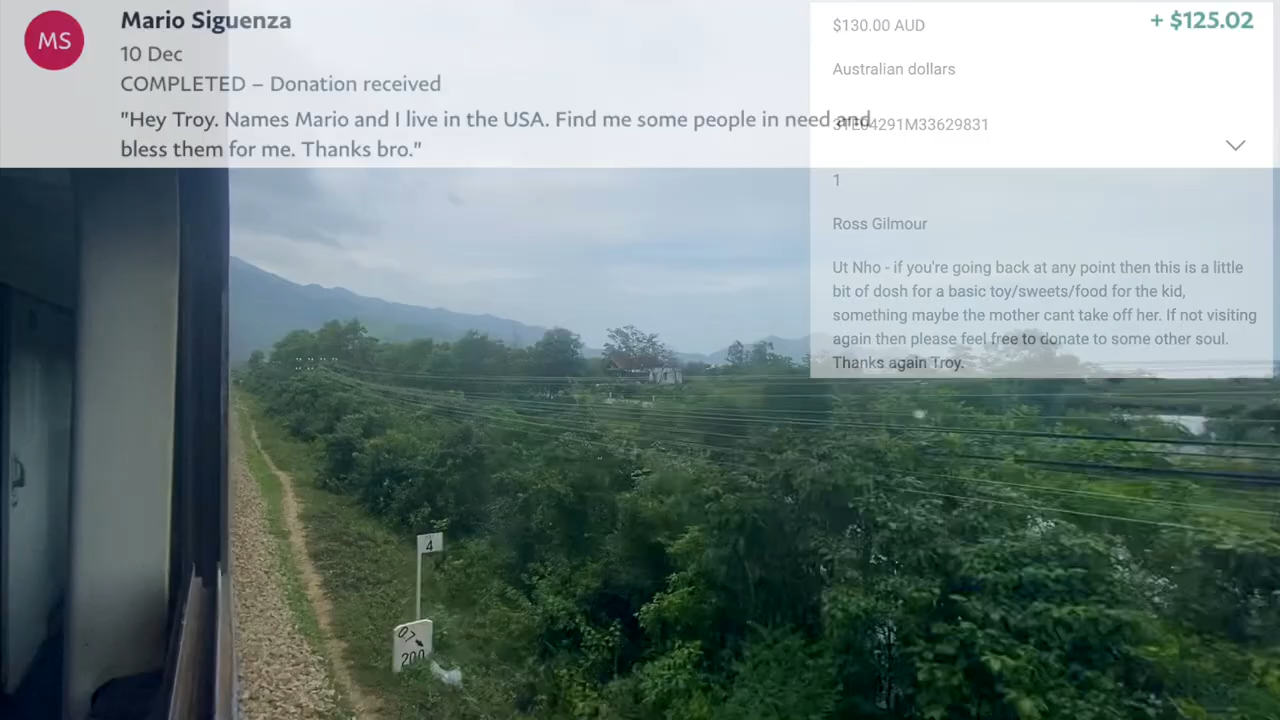 MS
Mario Siguenza
+ $125.02
10 Dec
COMPLETED – Donation received
"Hey Troy. Names Mario and I live in the USA. Find me some people in need and
bless them for me. Thanks bro."
$130.00 AUD
Australian dollars
31E04291M33629831
1
Ross Gilmour
Ut Nho - if you're going back at any point then this is a little
bit of dosh for a basic toy/sweets/food for the kid,
something maybe the mother cant take off her. If not visiting
again then please feel free to donate to some other soul.
Thanks again Troy.
4
0,7
200